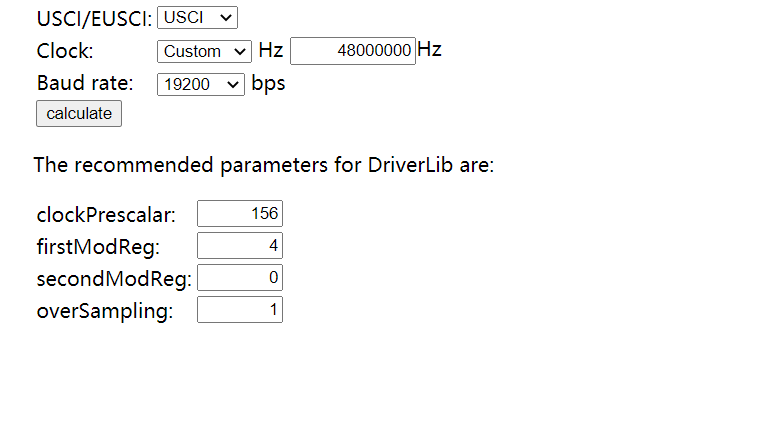 USCI/EUSCI: USCI
Clock: Custom Hz 48000000 Hz
Baud rate: 19200 bps
calculate
The recommended parameters for DriverLib are:
clockPrescalar: 156
firstModReg: 4
secondModReg: 0
overSampling: 1